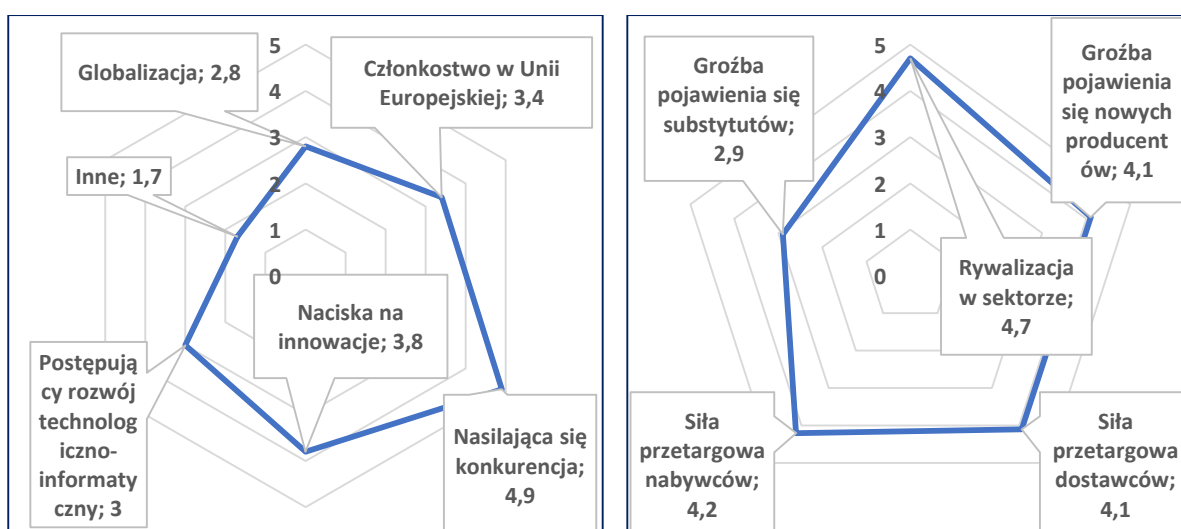 5
4
3
2
1
0
Globalizacja; 2,8
Członkostwo w Unii
Europejskiej; 3,4
Inne; 1,7
Naciska na
innowacje; 3,8
Postępują
cy rozwój
technolog
iczno-
informaty
czny; 3
Nasilająca się
konkurencja;
4,9
5
4
3
2
1
0
Groźba
pojawienia się
substytutów;
2,9
Groźba
pojawienia
się nowych
producent
ów; 4,1
Rywalizacja
w sektorze;
4,7
Siła
przetargowa
nabywców;
4,2
Siła
przetargowa
dostawców;
4,1